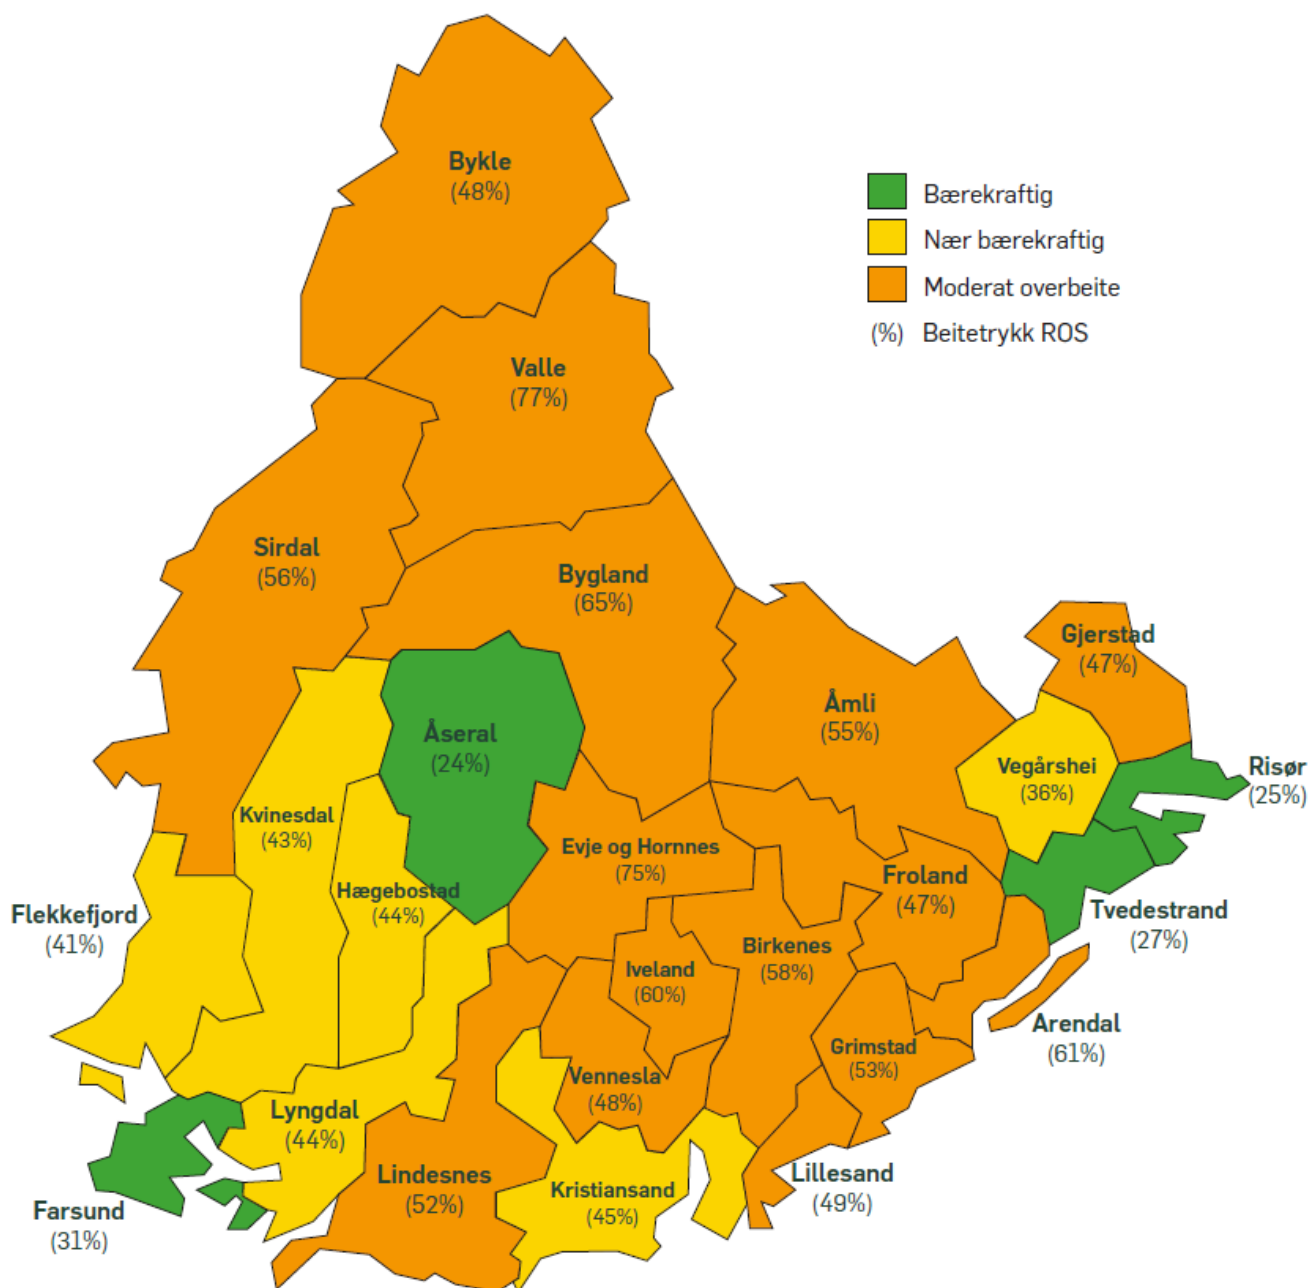 Bykle
(48%)
Bærekraftig
Nær bærekraftig
Moderat overbeite
(%) Beitetrykk ROS
Valle
(77%)
Sirdal
(56%)
Bygland
(65%)
Gjerstad
(47%)
Åmli
(55%)
Åseral
(24%)
Vegårshei
(36%)
Risør
(25%)
Kvinesdal
(43%)
Evje og Hornnes
(75%)
Hægebostad
(44%)
Froland
(47%)
Flekkefjord
(41%)
Tvedestrand
(27%)
Birkenes
(58%)
Iveland
(60%)
Arendal
(61%)
Grimstad
(53%)
Vennesla
(48%)
Lyngdal
(44%)
Lindesnes
(52%)
Kristiansand
(45%)
Lillesand
(49%)
Farsund
(31%)